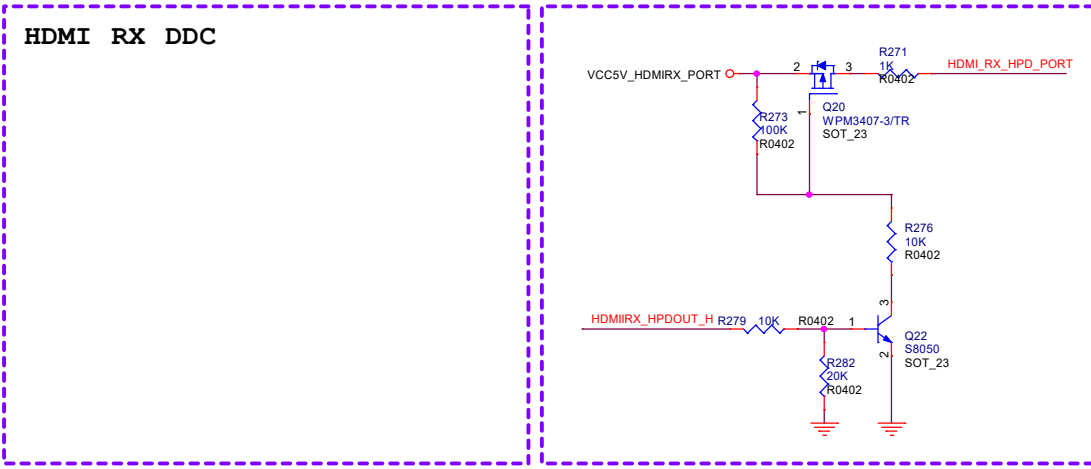 HDMI RX DDC
R271
1K
R0402
HDMI_RX_HPD_PORT
VCC5V_HDMIRX_PORT
2
3
Q20
WPM3407-3/TR
SOT_23
1
R273
100K
R0402
R276
10K
R0402
HDMIIRX_HPDOUT_H
R279 10K R0402
1
3
Q22
S8050
SOT_23
2
R282
20K
R0402